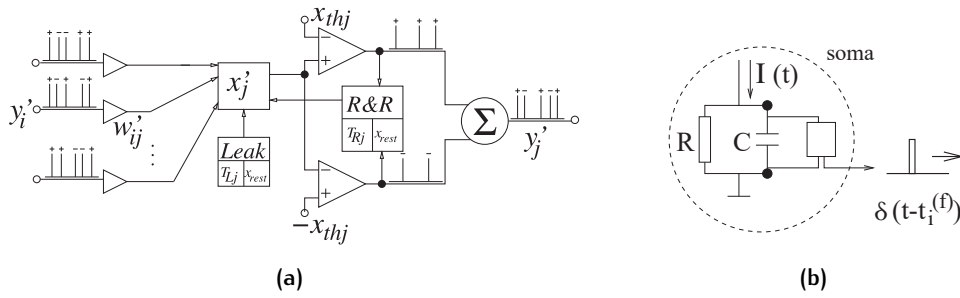 + - - + +
y_i'
+ - + - +
+ + - - +
w_ij'
⋮
x_j'
Leak
T_Lj x_rest
x_thj
-
+
+ + +
R&R
T_Rj x_rest
- -
-
+
-x_thj
Σ
+ - + - +
y_j'
(a)
I(t)
soma
R
C
δ(t-t_i^(f))
(b)